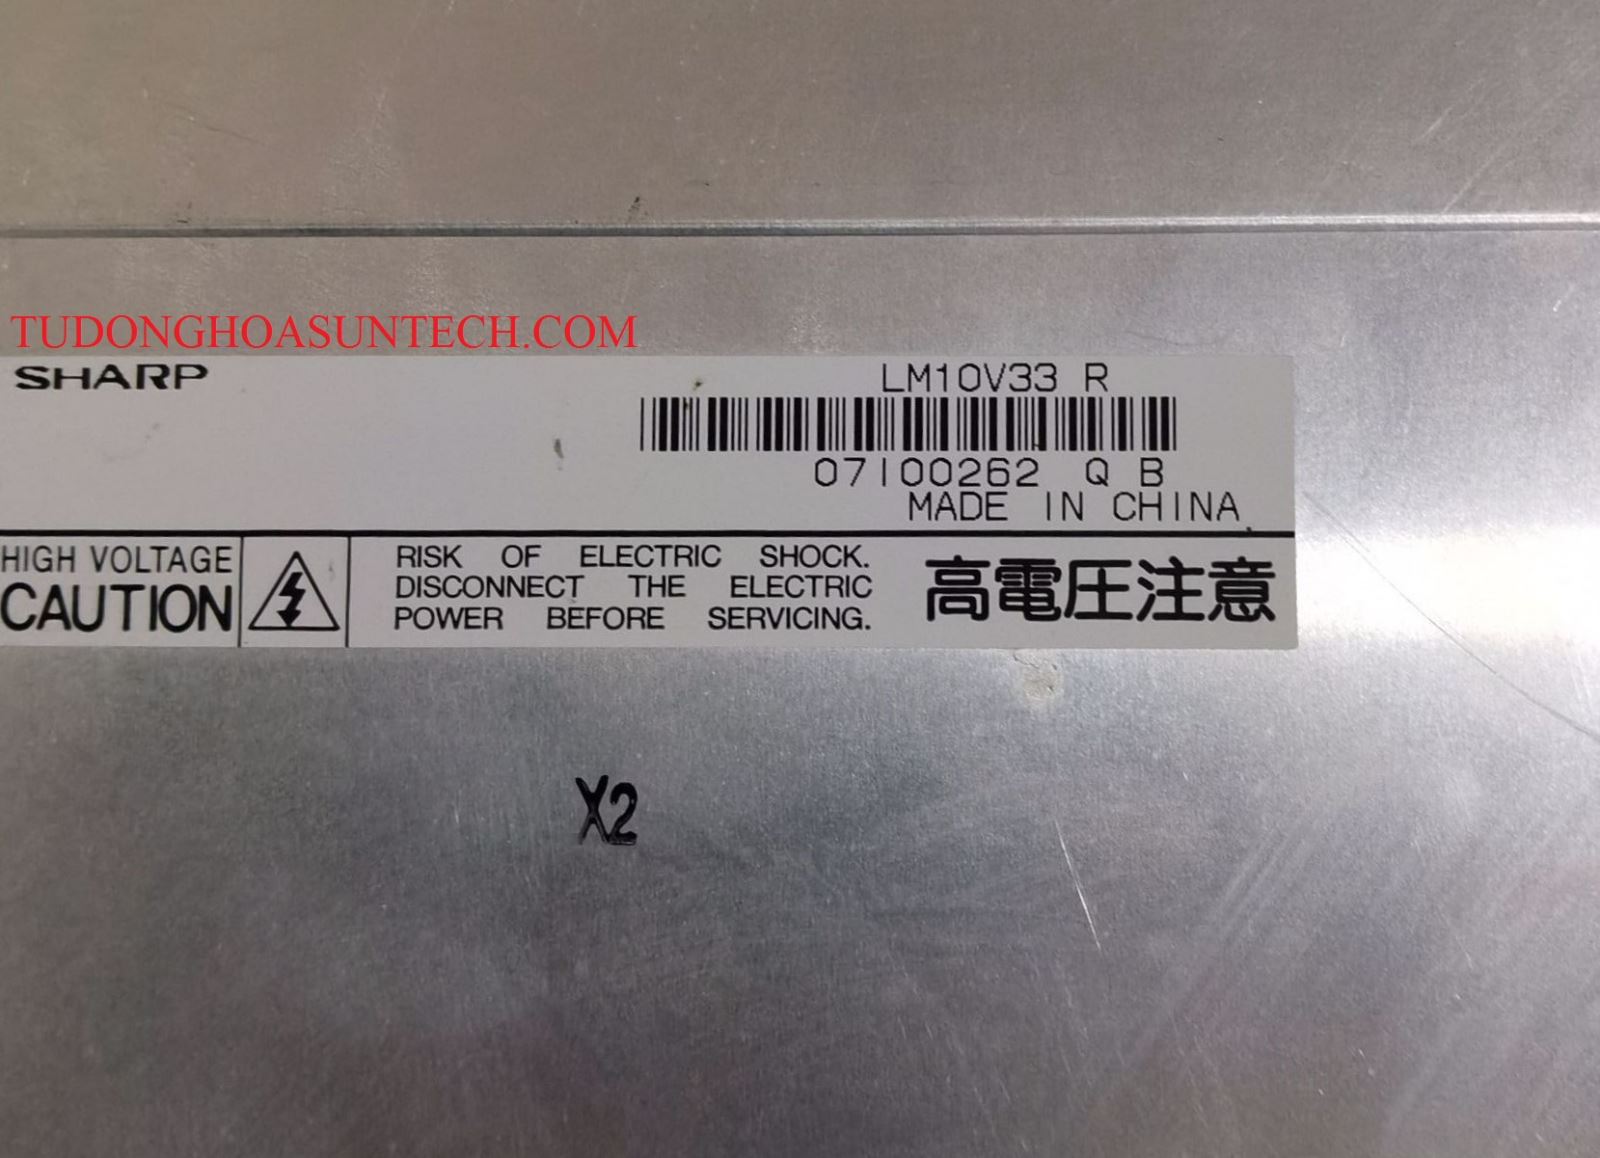 TUDONGHOASUNTECH.COM
SHARP
LM10V33 R
07I00262 Q B
MADE IN CHINA
HIGH VOLTAGE
CAUTION
RISK OF ELECTRIC SHOCK.
DISCONNECT THE ELECTRIC
POWER BEFORE SERVICING.
高電圧注意
X2